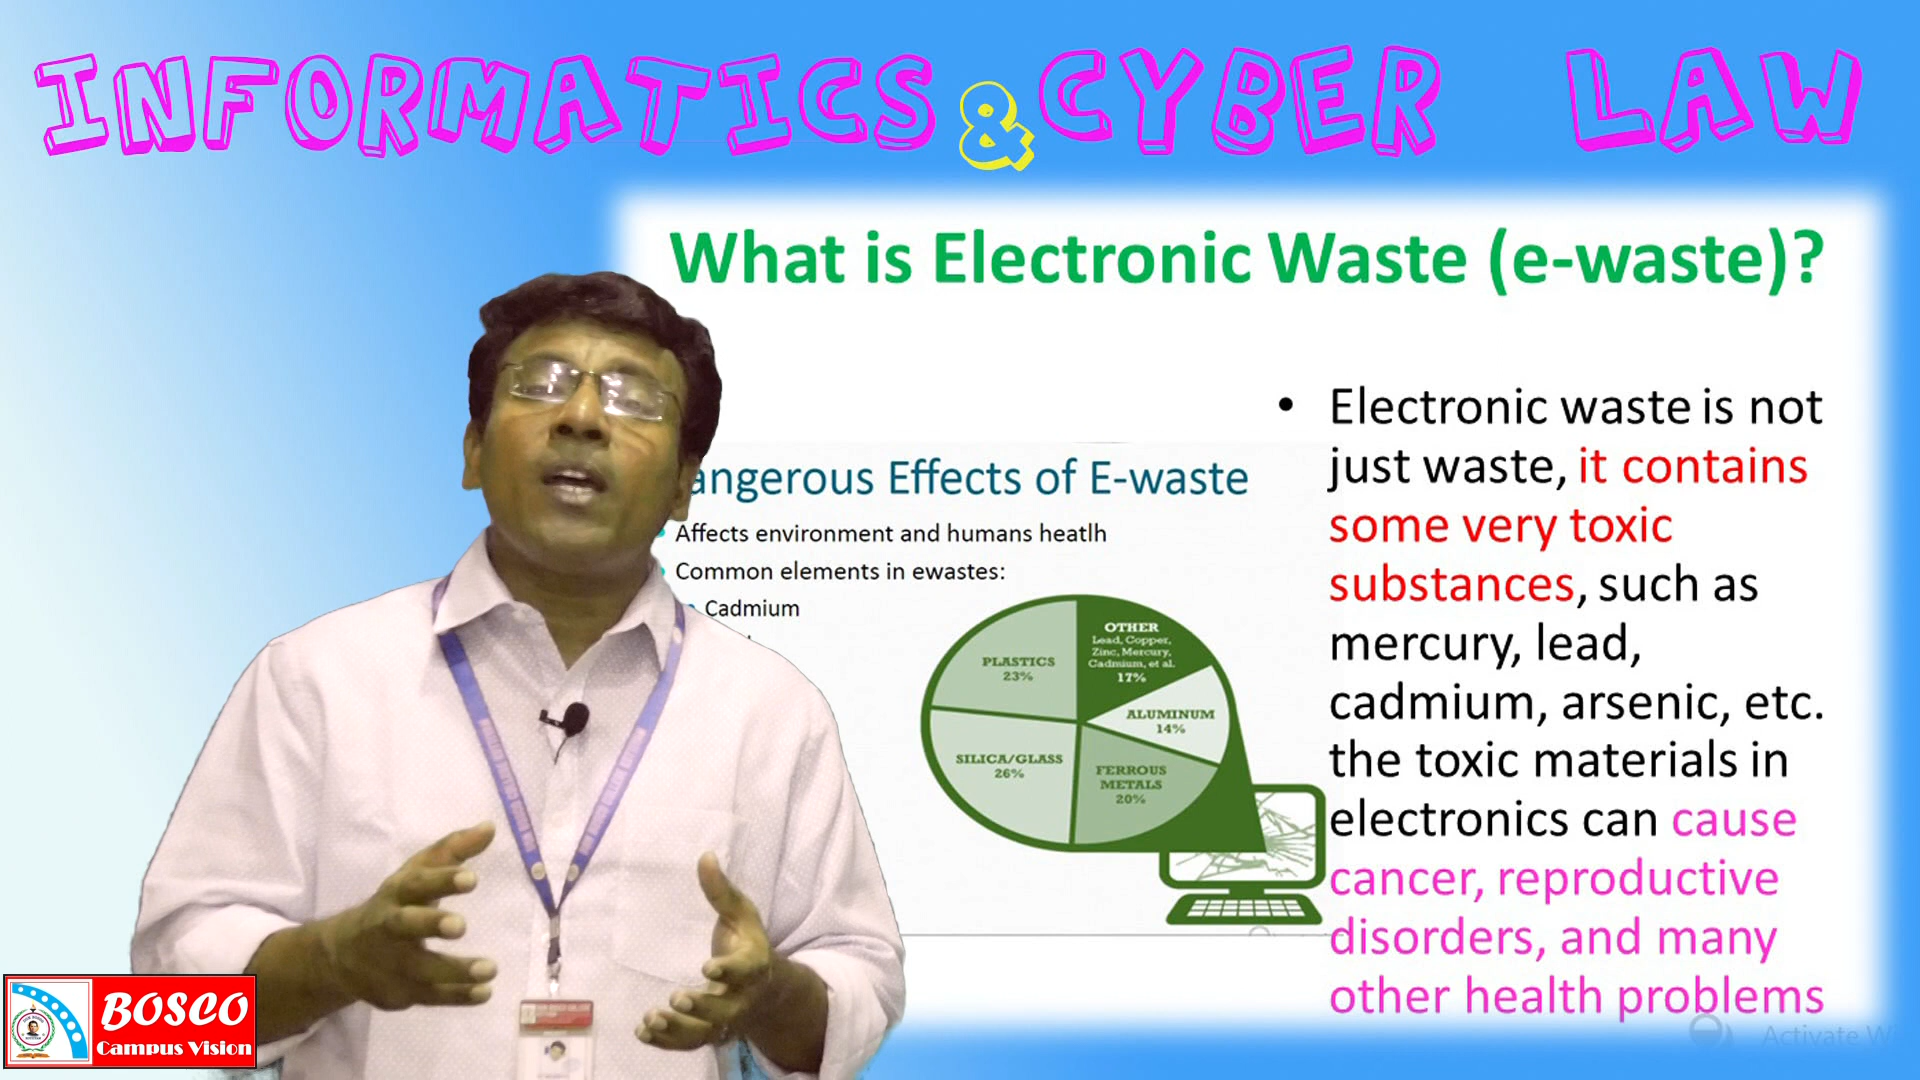 INFORMATICS & CYBER LAW
What is Electronic Waste (e-waste)?
angerous Effects of E-waste
Affects environment and humans heatlh
Common elements in ewastes:
Cadmium
PLASTICS
23%
OTHER
Lead, Copper,
Zinc, Mercury,
Cadmium, et al.
17%
ALUMINUM
14%
SILICA/GLASS
26%
FERROUS
METALS
20%
• Electronic waste is not
just waste, it contains
some very toxic
substances, such as
mercury, lead,
cadmium, arsenic, etc.
the toxic materials in
electronics can cause
cancer, reproductive
disorders, and many
other health problems
BOSCO
Campus Vision
Activate W